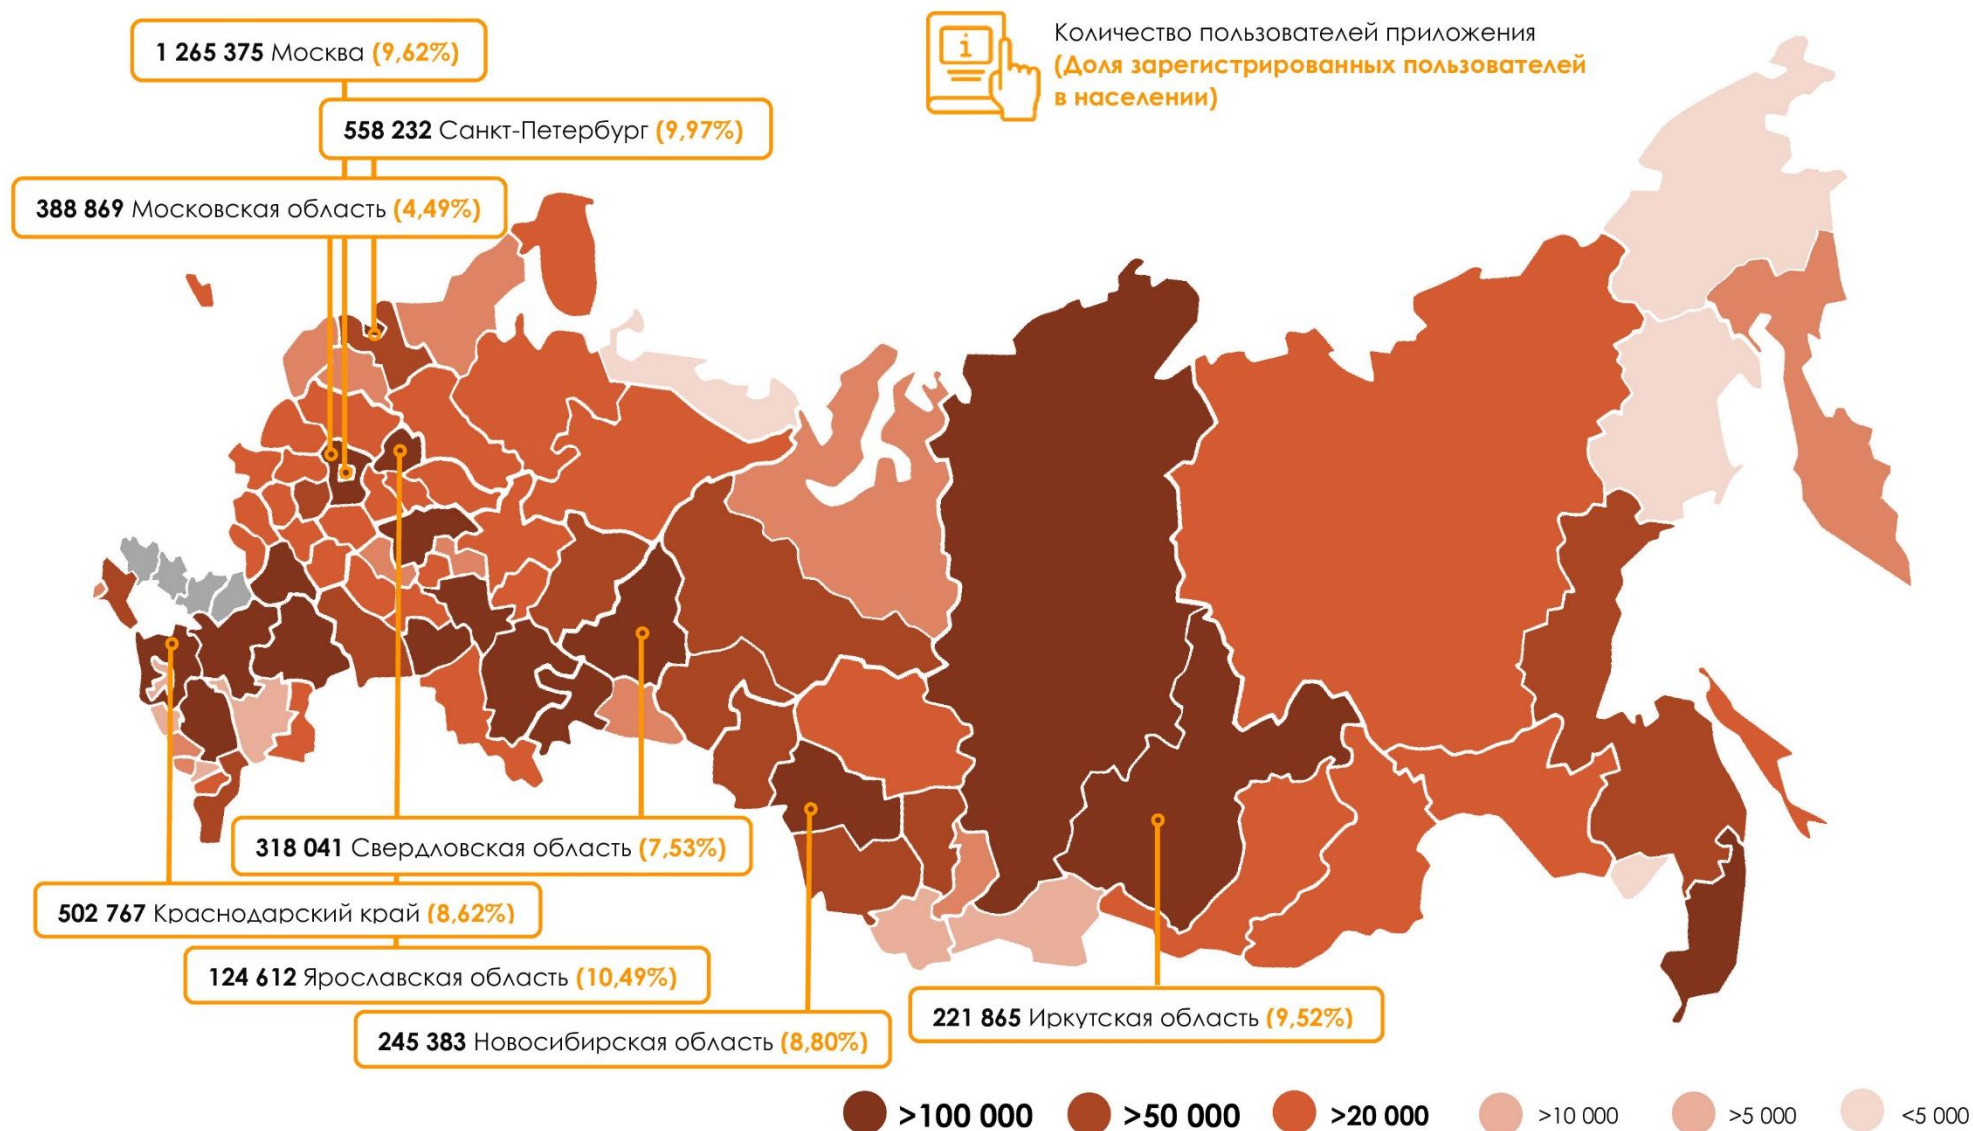 1 265 375 Москва (9,62%)
558 232 Санкт-Петербург (9,97%)
388 869 Московская область (4,49%)
i
Количество пользователей приложения
(Доля зарегистрированных пользователей
в населении)
318 041 Свердловская область (7,53%)
502 767 Краснодарский край (8,62%)
124 612 Ярославская область (10,49%)
245 383 Новосибирская область (8,80%)
221 865 Иркутская область (9,52%)
>100 000 >50 000 >20 000 >10 000 >5 000 <5 000